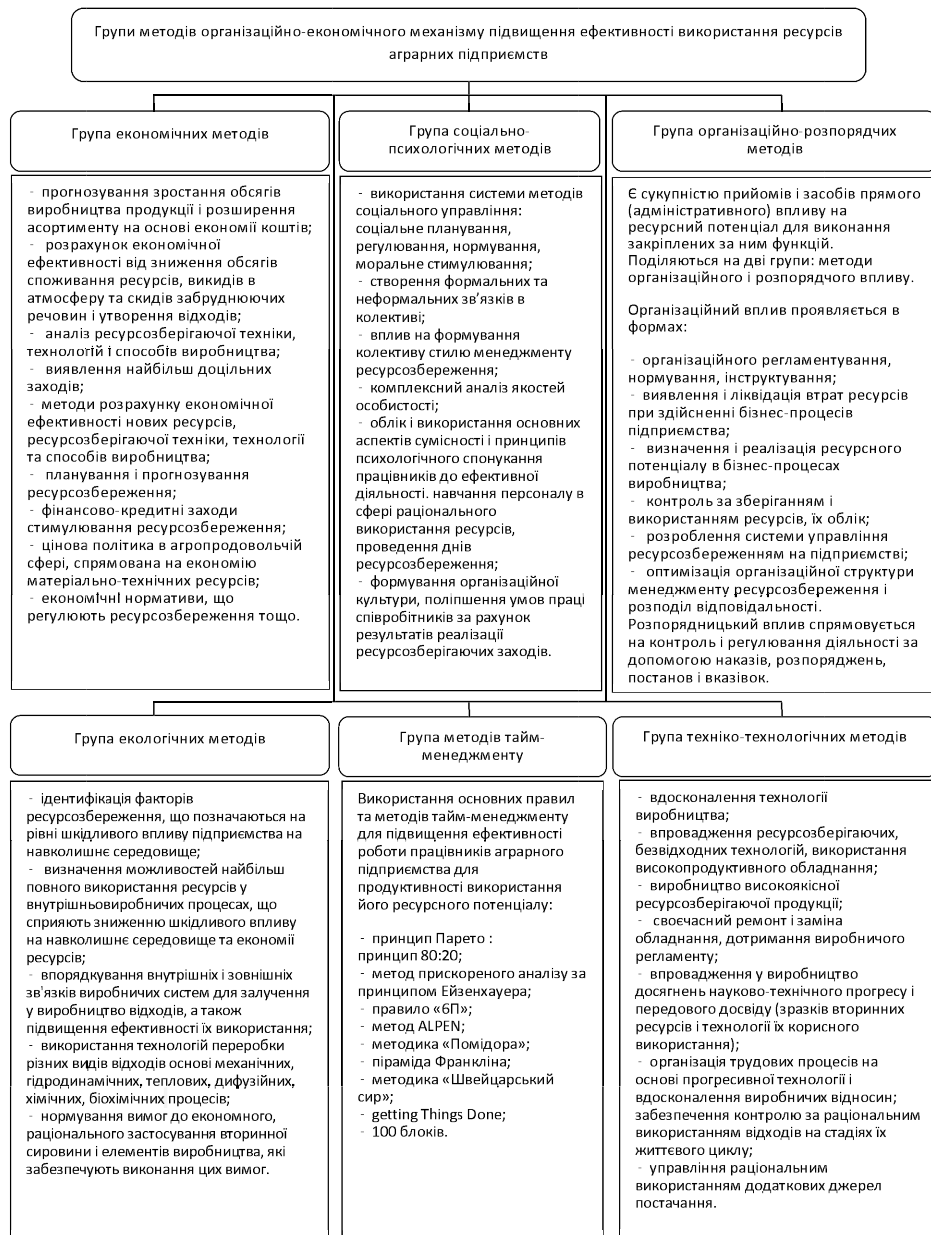 Групи методів організаційно-економічного механізму підвищення ефективності використання ресурсів
аграрних підприємств
Група економічних методів
- прогнозування зростання обсягів
виробництва продукції і розширення
асортименту на основі економії коштів;
- розрахунок економічної
ефективності від зниження обсягів
споживання ресурсів, викидів в
атмосферу та скидів забруднюючих
речовин і утворення відходів;
- аналіз ресурсозберігаючої техніки,
технологій і способів виробництва;
- виявлення найбільш доцільних
заходів;
- методи розрахунку економічної
ефективності нових ресурсів,
ресурсозберігаючої техніки, технології
та способів виробництва;
- планування і прогнозування
ресурсозбереження;
- фінансово-кредитні заходи
стимулювання ресурсозбереження;
- цінова політика в агропродовольчій
сфері, спрямована на економію
матеріально-технічних ресурсів;
- економічні нормативи, що
регулюють ресурсозбереження тощо.
Група соціально-
психологічних методів
- використання системи методів
соціального управління:
соціальне планування,
регулювання, нормування,
моральне стимулювання;
- створення формальних та
неформальних зв’язків в
колективі;
- вплив на формування
колективу стилю менеджменту
ресурсозбереження;
- комплексний аналіз якостей
особистості;
- облік і використання основних
аспектів сумісності і принципів
психологічного спонукання
працівників до ефективної
діяльності. навчання персоналу в
сфері раціонального
використання ресурсів,
проведення днів
ресурсозбереження;
- формування організаційної
культури, поліпшення умов праці
співробітників за рахунок
результатів реалізації
ресурсозберігаючих заходів.
Група організаційно-розпорядчих
методів
Є сукупністю прийомів і засобів прямого
(адміністративного) впливу на
ресурсний потенціал для виконання
закріплених за ним функцій.
Поділяються на дві групи: методи
організаційного і розпорядчого впливу.
Організаційний вплив проявляється в
формах:
- організаційного регламентування,
нормування, інструктування;
- виявлення і ліквідація втрат ресурсів
при здійсненні бізнес-процесів
підприємства;
- визначення і реалізація ресурсного
потенціалу в бізнес-процесах
виробництва;
- контроль за зберіганням і
використанням ресурсів, їх облік;
- розроблення системи управління
ресурсозбереженням на підприємстві;
- оптимізація організаційної структури
менеджменту ресурсозбереження і
розподіл відповідальності.
Розпорядницький вплив спрямовується
на контроль і регулювання діяльності за
допомогою наказів, розпоряджень,
постанов і вказівок.
Група екологічних методів
- ідентифікація факторів
ресурсозбереження, що позначаються на
рівні шкідливого впливу підприємства на
навколишнє середовище;
- визначення можливостей найбільш
повного використання ресурсів у
внутрішньовиробничих процесах, що
сприяють зниженню шкідливого впливу
на навколишнє середовище та економії
ресурсів;
- впорядкування внутрішніх і зовнішніх
зв’язків виробничих систем для залучення
у виробництво відходів, а також
підвищення ефективності їх використання;
- використання технологій переробки
різних видів відходів основі механічних,
гідродинамічних, теплових, дифузійних,
хімічних, біохімічних процесів;
- нормування вимог до економного,
раціонального застосування вторинної
сировини і елементів виробництва, які
забезпечують виконання цих вимог.
Група методів тайм-
менеджменту
Використання основних правил
та методів тайм-менеджменту
для підвищення ефективності
роботи працівників аграрного
підприємства для
продуктивності використання
його ресурсного потенціалу:
- принцип Парето :
принцип 80:20;
- метод прискореного аналізу за
принципом Ейзенхауера;
- правило «6П»;
- метод ALPEN;
- методика «Помідора»;
- піраміда Франкліна;
- методика «Швейцарський
сир»;
- getting Things Done;
- 100 блоків.
Група техніко-технологічних методів
- вдосконалення технології
виробництва;
- впровадження ресурсозберігаючих,
безвідходних технологій, використання
високопродуктивного обладнання;
- виробництво високоякісної
ресурсозберігаючої продукції;
- своєчасний ремонт і заміна
обладнання, дотримання виробничого
регламенту;
- впровадження у виробництво
досягнень науково-технічного прогресу і
передового досвіду (зразків вторинних
ресурсів і технології їх корисного
використання);
- організація трудових процесів на
основі прогресивної технології і
вдосконалення виробничих відносин;
забезпечення контролю за раціональним
використанням відходів на стадіях їх
життєвого циклу;
- управління раціональним
використанням додаткових джерел
постачання.